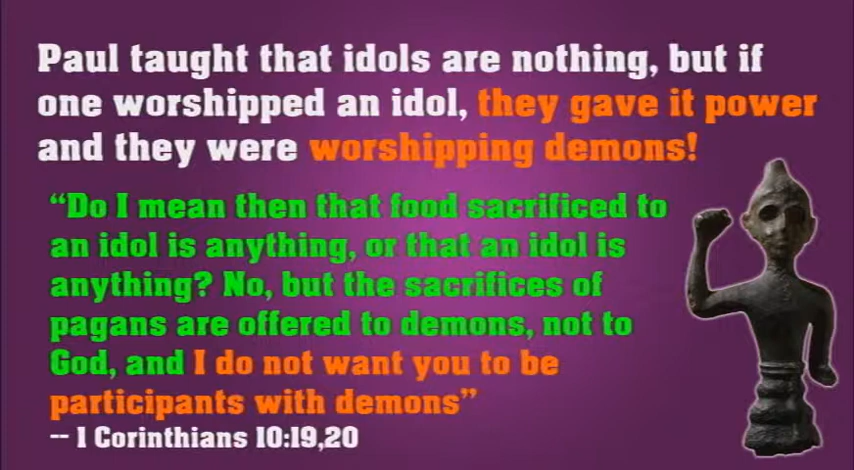 Paul taught that idols are nothing, but if
one worshipped an idol, they gave it power
and they were worshipping demons!
“Do I mean then that food sacrificed to
an idol is anything, or that an idol is
anything? No, but the sacrifices of
pagans are offered to demons, not to
God, and I do not want you to be
participants with demons”
-- 1 Corinthians 10:19,20